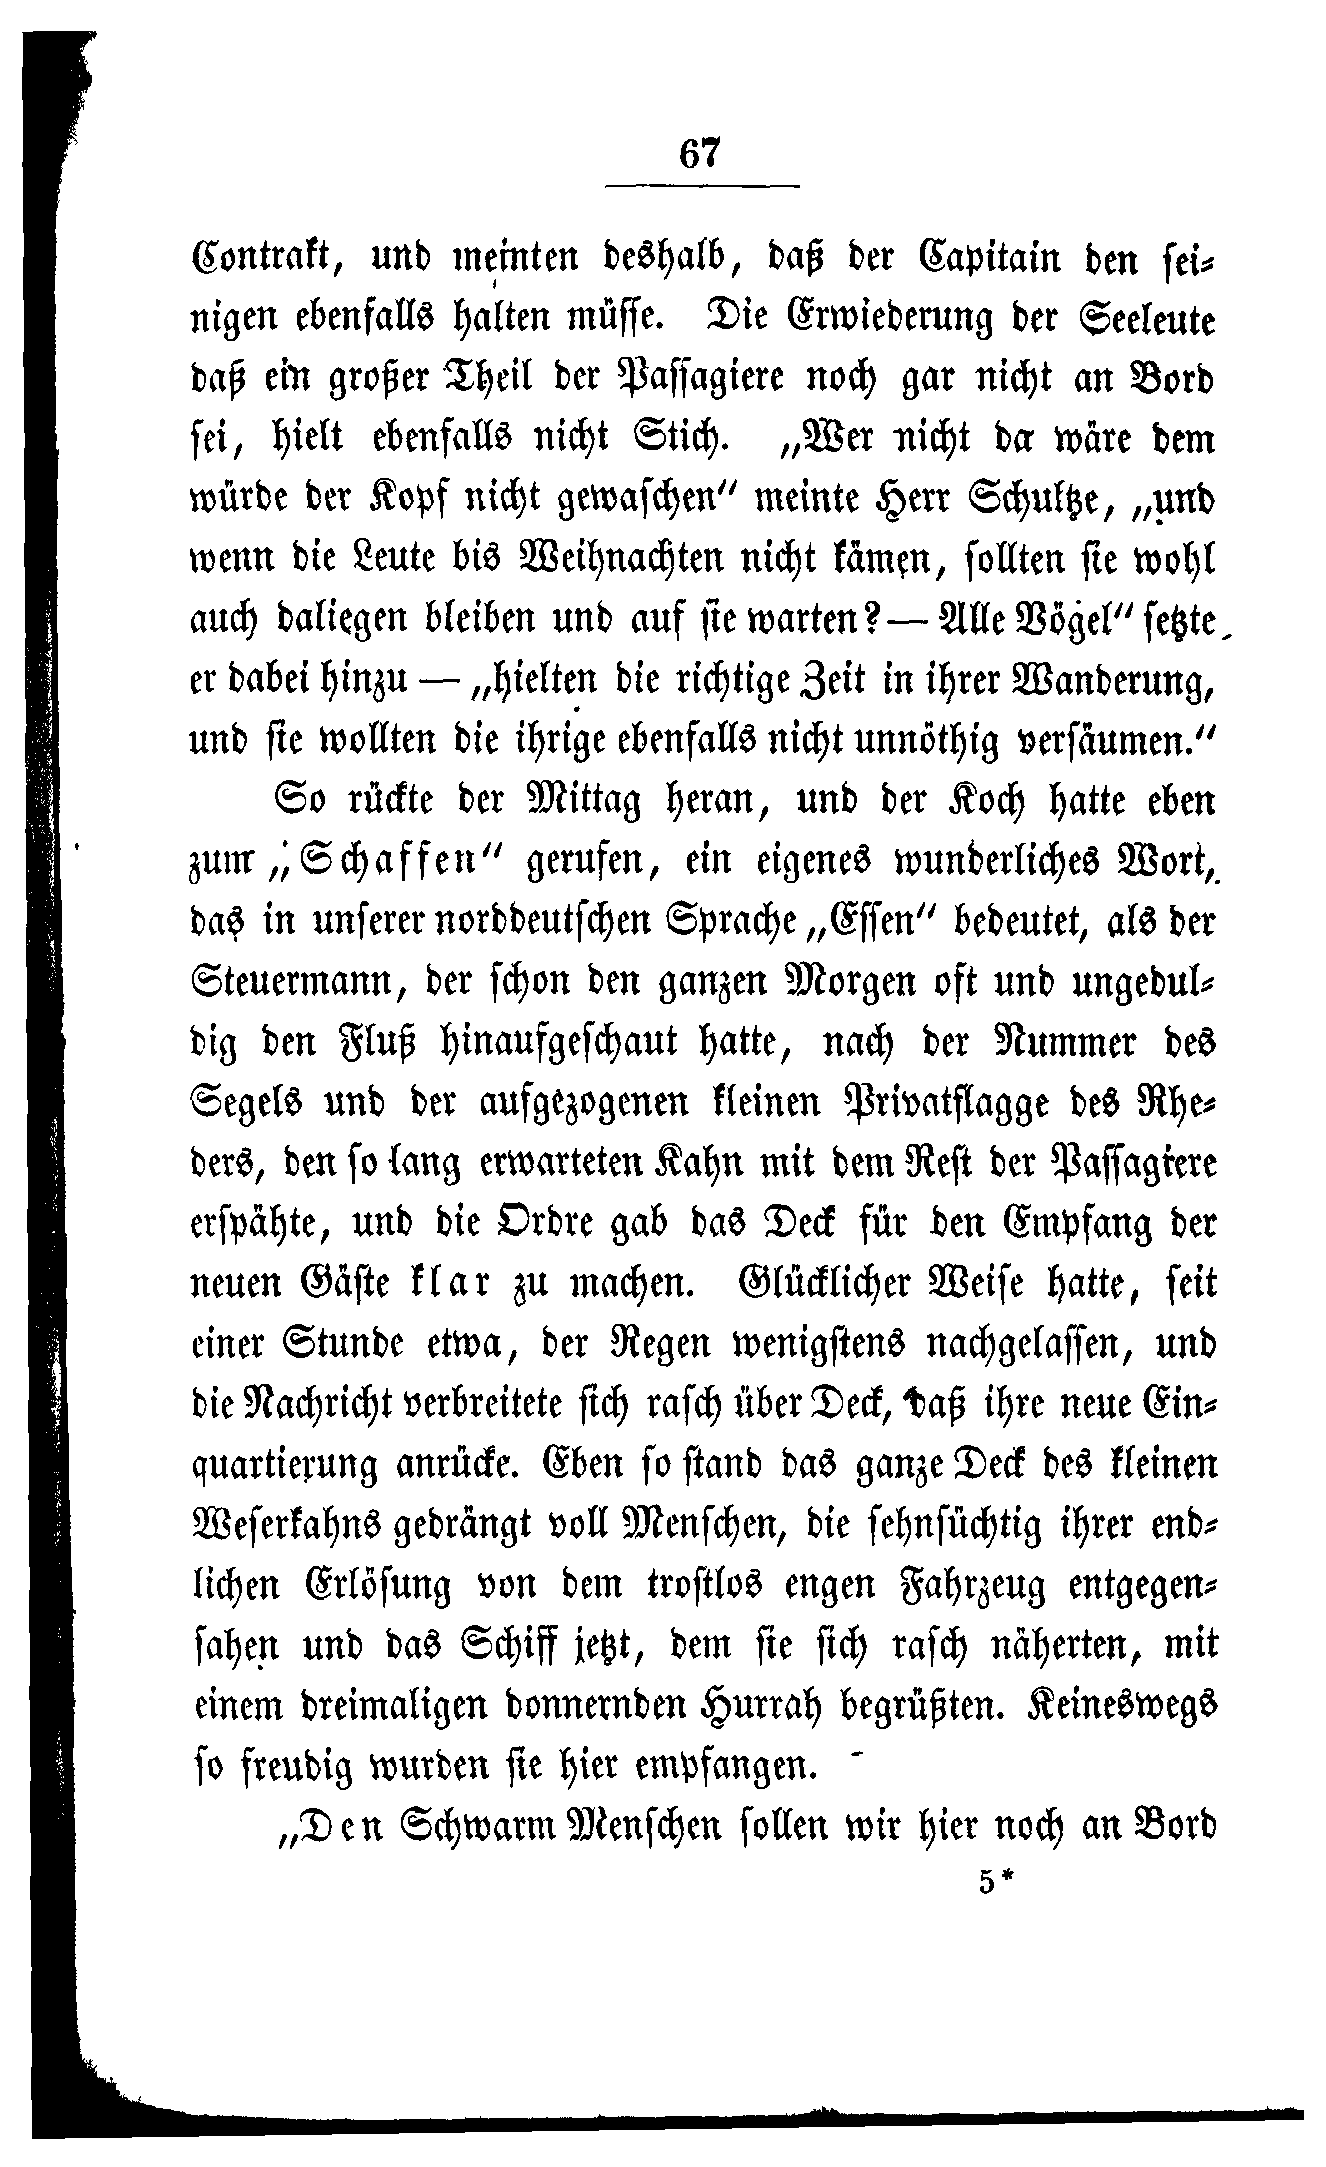 67
Contrakt, und meinten deshalb, daß der Capitain den sei-
nigen ebenfalls halten müsse. Die Erwiederung der Seeleute
daß ein großer Theil der Passagiere noch gar nicht an Bord
sei, hielt ebenfalls nicht Stich. „Wer nicht da wäre dem
würde der Kopf nicht gewaschen“ meinte Herr Schultze, „und
wenn die Leute bis Weihnachten nicht kämen, sollten sie wohl
auch daliegen bleiben und auf sie warten? — Alle Vögel“ setzte
er dabei hinzu — „hielten die richtige Zeit in ihrer Wanderung,
und sie wollten die ihrige ebenfalls nicht unnöthig versäumen.“
So rückte der Mittag heran, und der Koch hatte eben
zum „Schaffen“ gerufen, ein eigenes wunderliches Wort,
das in unserer norddeutschen Sprache „Essen“ bedeutet, als der
Steuermann, der schon den ganzen Morgen oft und ungedul-
dig den Fluß hinaufgeschaut hatte, nach der Nummer des
Segels und der aufgezogenen kleinen Privatflagge des Rhe-
ders, den so lang erwarteten Kahn mit dem Rest der Passagiere
erspähte, und die Ordre gab das Deck für den Empfang der
neuen Gäste klar zu machen. Glücklicher Weise hatte, seit
einer Stunde etwa, der Regen wenigstens nachgelassen, und
die Nachricht verbreitete sich rasch über Deck, daß ihre neue Ein-
quartierung anrücke. Eben so stand das ganze Deck des kleinen
Weserkahns gedrängt voll Menschen, die sehnsüchtig ihrer end-
lichen Erlösung von dem trostlos engen Fahrzeug entgegen-
sahen und das Schiff jetzt, dem sie sich rasch näherten, mit
einem dreimaligen donnernden Hurrah begrüßten. Keineswegs
so freudig wurden sie hier empfangen.
„Den Schwarm Menschen sollen wir hier noch an Bord
5*